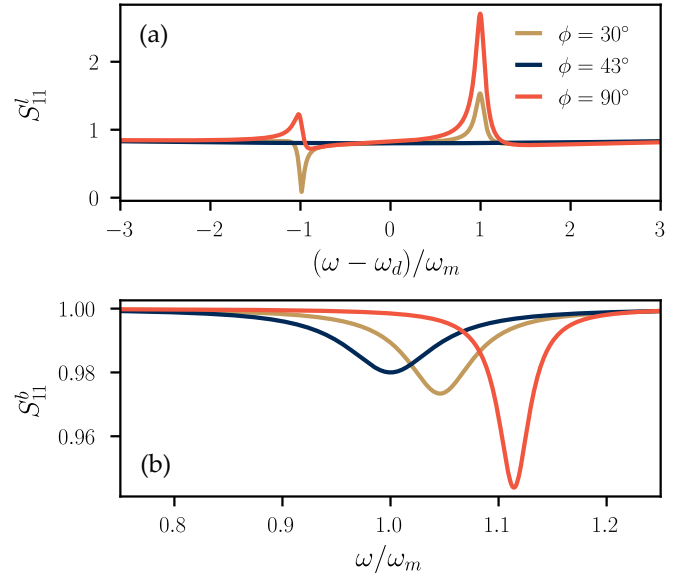 (a)
ϕ = 30°
ϕ = 43°
ϕ = 90°
S^l_11
2
1
0
−3 −2 −1 0 1 2 3
(ω − ω_d)/ω_m
1.00
0.98
0.96
S^b_11
(b)
0.8 0.9 1.0 1.1 1.2
ω/ω_m